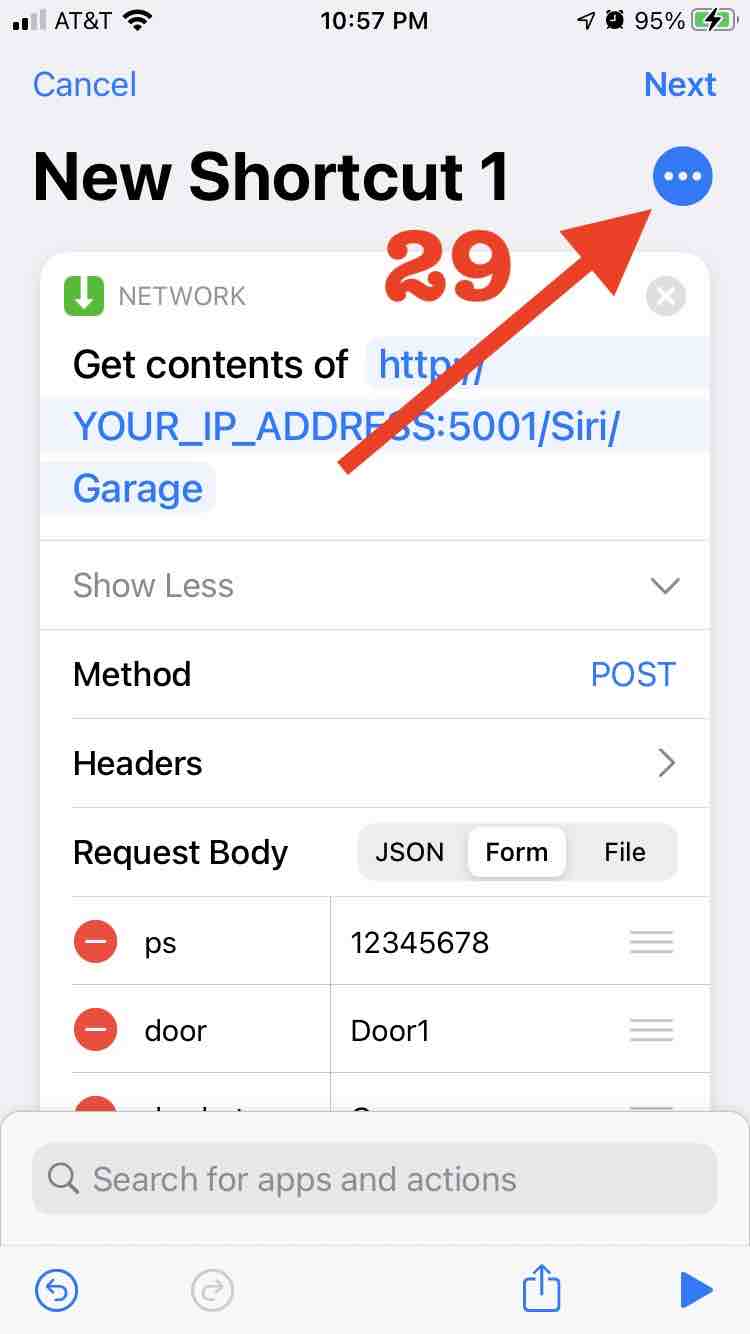 AT&T 10:57 PM 95%
Cancel Next
New Shortcut 1
29
NETWORK
Get contents of http://
YOUR_IP_ADDRESS:5001/Siri/
Garage
Show Less
Method POST
Headers
Request Body JSON Form File
ps 12345678
door Door1
Search for apps and actions